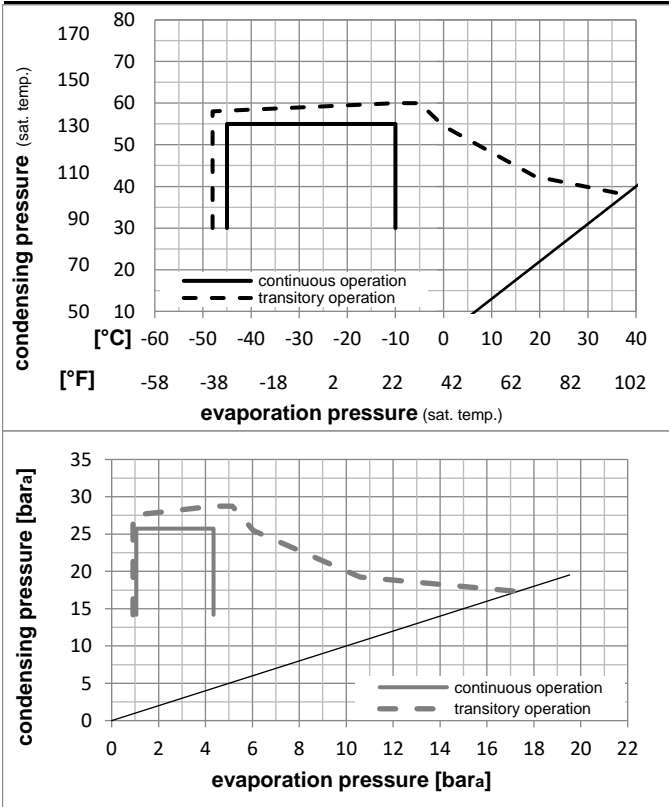 condensing pressure (sat. temp.)
170 80
150 70
60
130 50
110 40
90 30
70 20
50 10
continuous operation
transitory operation
[°C] -60 -50 -40 -30 -20 -10 0 10 20 30 40
[°F] -58 -38 -18 2 22 42 62 82 102
evaporation pressure (sat. temp.)
condensing pressure [bara]
35
30
25
20
15
10
5
0
continuous operation
transitory operation
0 2 4 6 8 10 12 14 16 18 20 22
evaporation pressure [bara]